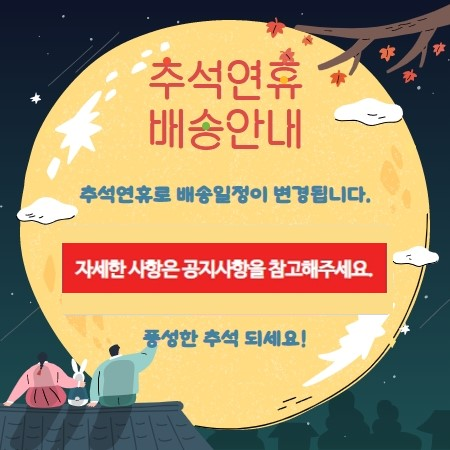 추석연휴
배송안내
추석연휴로 배송일정이 변경됩니다.
자세한 사항은 공지사항을 참고해주세요.
풍성한 추석 되세요!